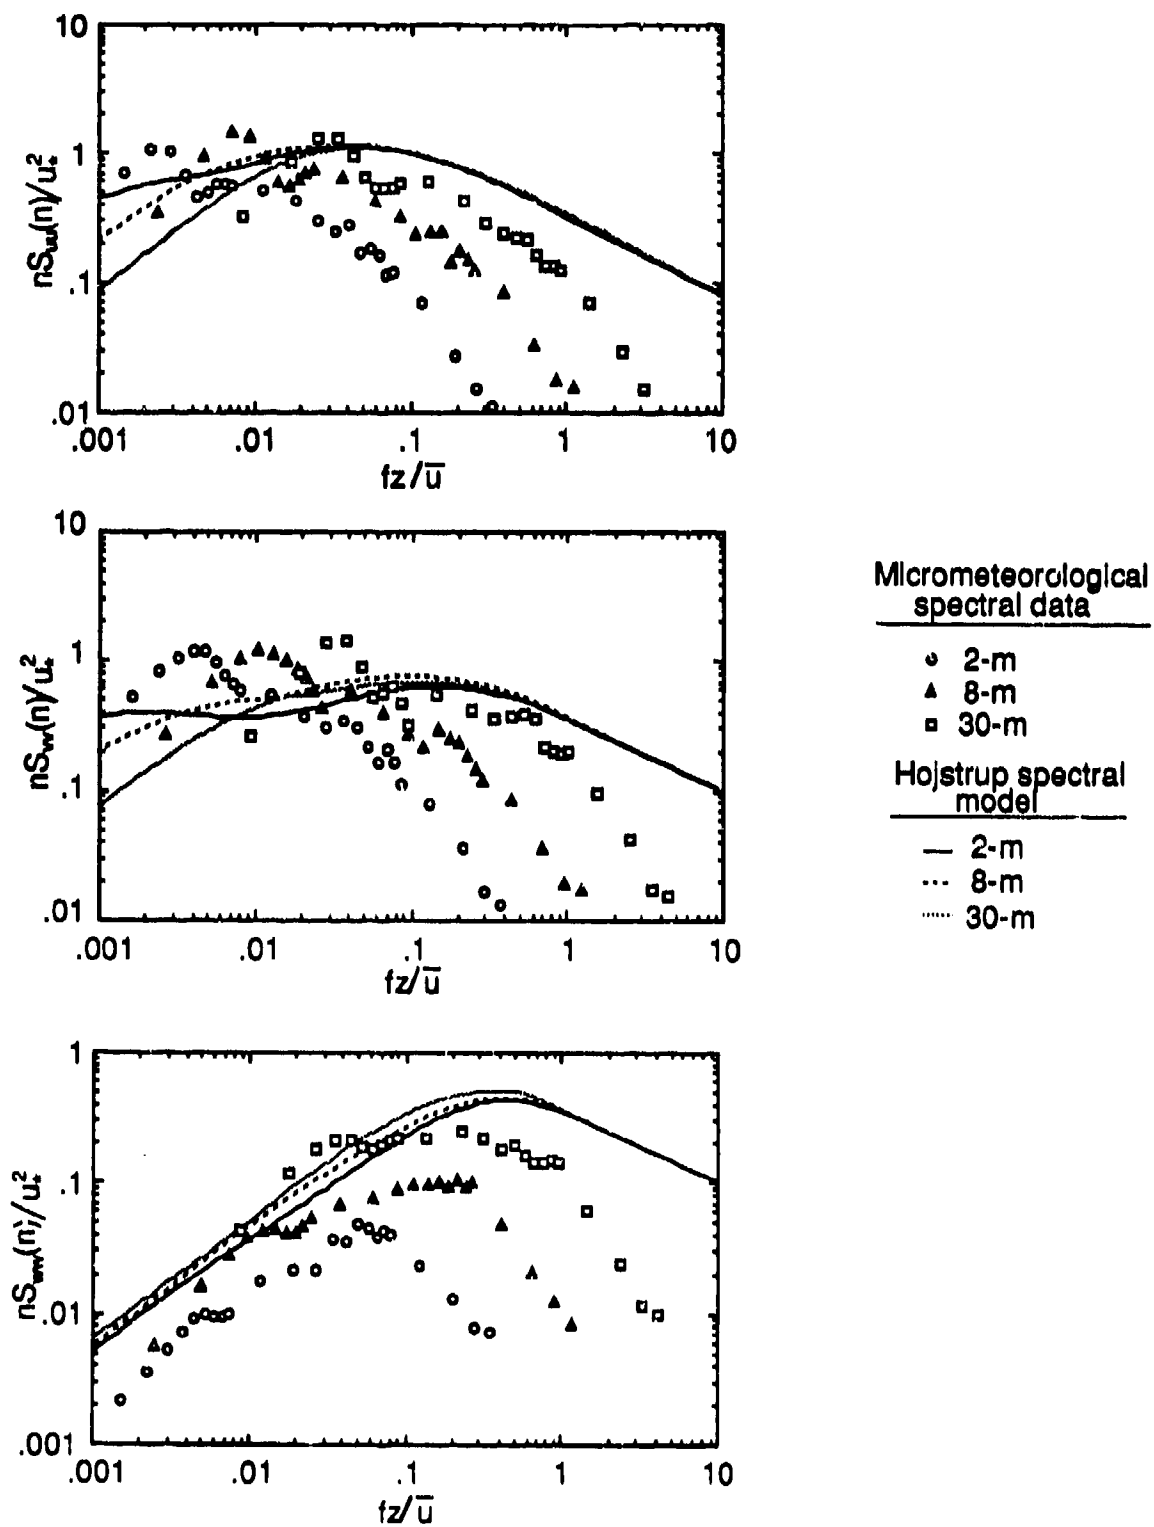 10
1
.1
.01
nSuu(n)/u*²
.001 .01 .1 1 10
fz/u̅
10
1
.1
.01
nSvv(n)/u*²
.001 .01 .1 1 10
fz/u̅
1
.1
.01
.001
nSww(n)/u*²
.001 .01 .1 1 10
fz/u̅
Micrometeorological
spectral data
2-m
8-m
30-m
Hojstrup spectral
model
2-m
8-m
30-m